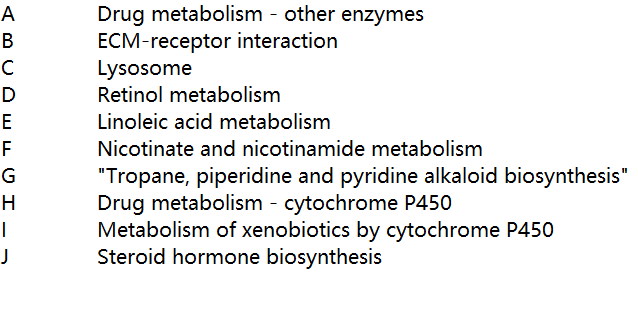 A Drug metabolism - other enzymes
B ECM-receptor interaction
C Lysosome
D Retinol metabolism
E Linoleic acid metabolism
F Nicotinate and nicotinamide metabolism
G "Tropane, piperidine and pyridine alkaloid biosynthesis"
H Drug metabolism - cytochrome P450
I Metabolism of xenobiotics by cytochrome P450
J Steroid hormone biosynthesis